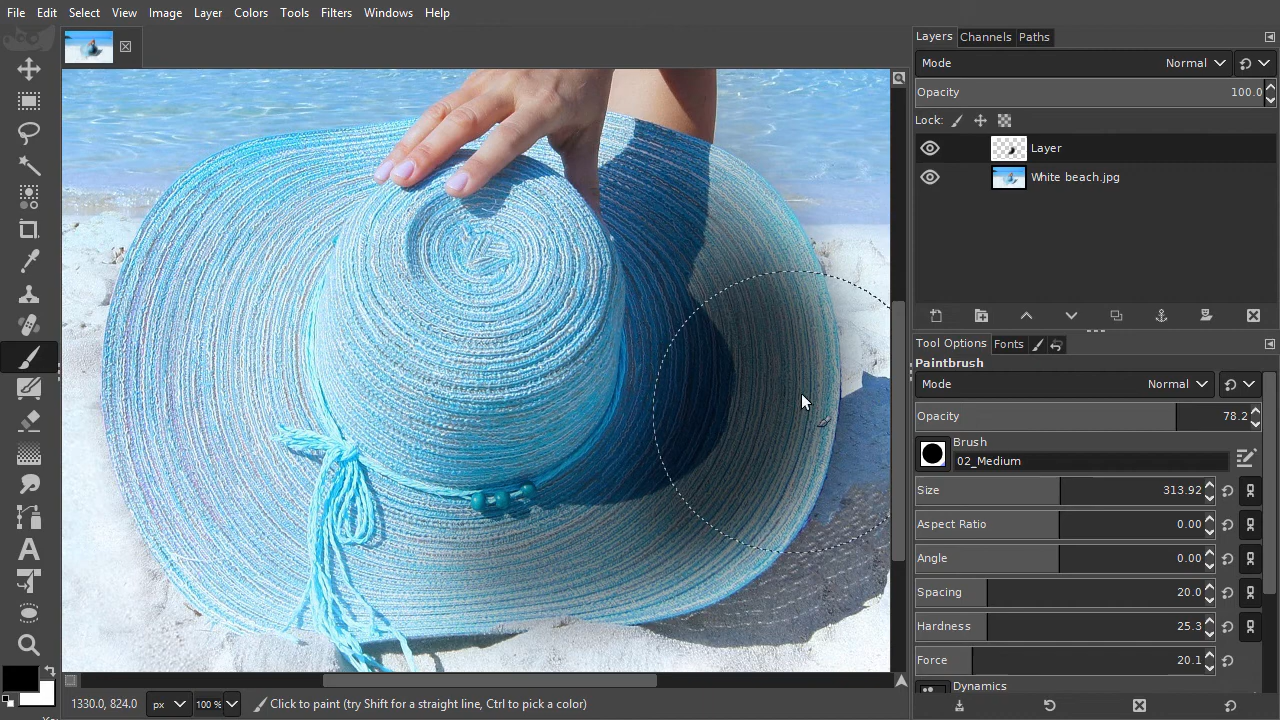 File Edit Select View Image Layer Colors Tools Filters Windows Help
Layers Channels Paths
Mode Normal
Opacity 100.0
Lock:
Layer
White beach.jpg
Tool Options Fonts
Paintbrush
Mode Normal
Opacity 78.2
Brush
02_Medium
Size 313.92
Aspect Ratio 0.00
Angle 0.00
Spacing 20.0
Hardness 25.3
Force 20.1
Dynamics
1330.0, 824.0 px 100 % Click to paint (try Shift for a straight line, Ctrl to pick a color)